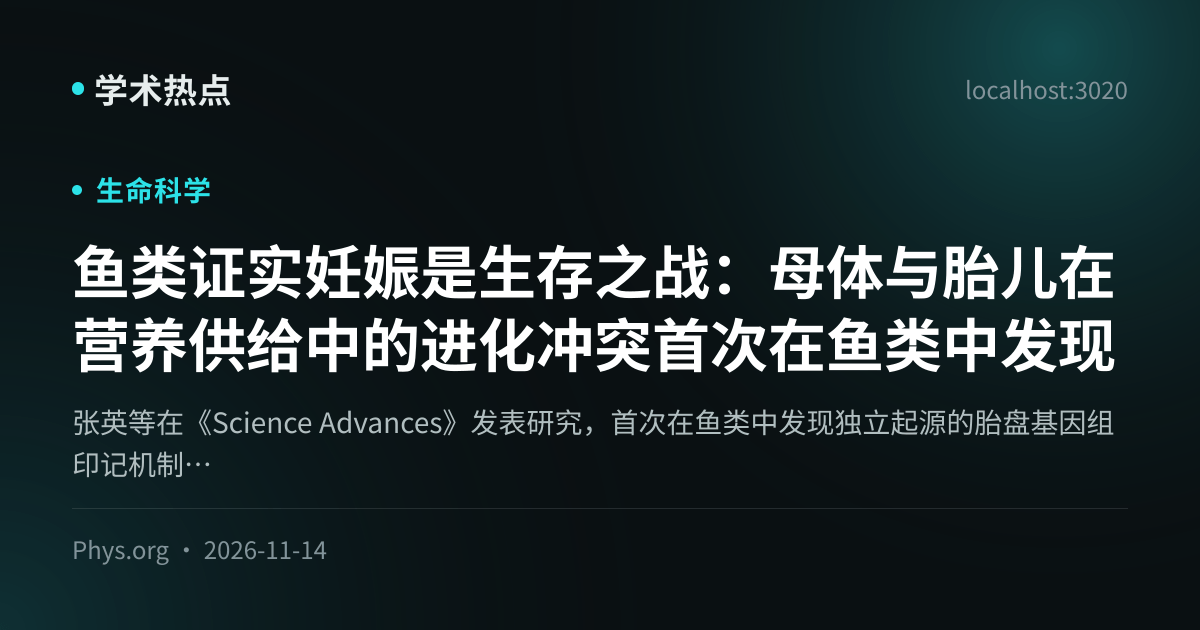 学术热点
localhost:3020
生命科学
鱼类证实妊娠是生存之战：母体与胎儿在
营养供给中的进化冲突首次在鱼类中发现
张英等在《Science Advances》发表研究，首次在鱼类中发现独立起源的胎盘基因组
印记机制…
Phys.org • 2026-11-14